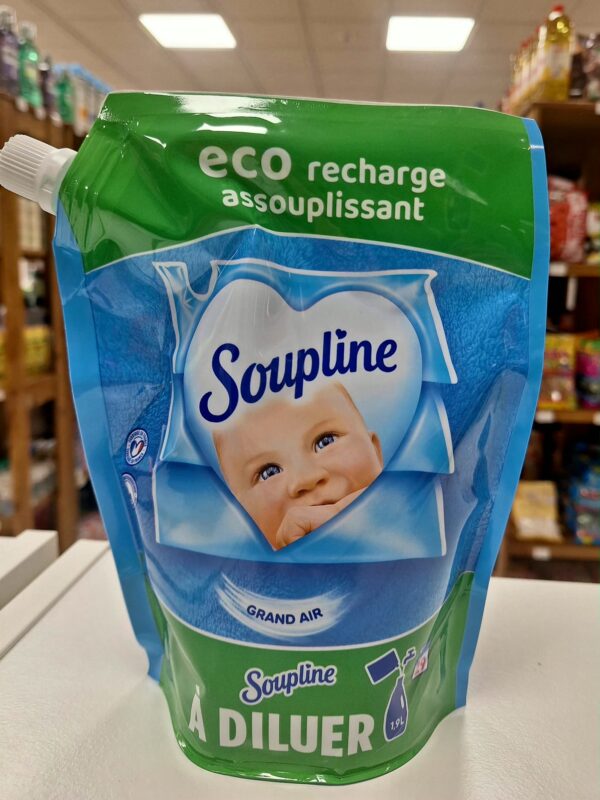 eco recharge
assouplissant
Soupline
GRAND AIR
Soupline
À DILUER
1,9L